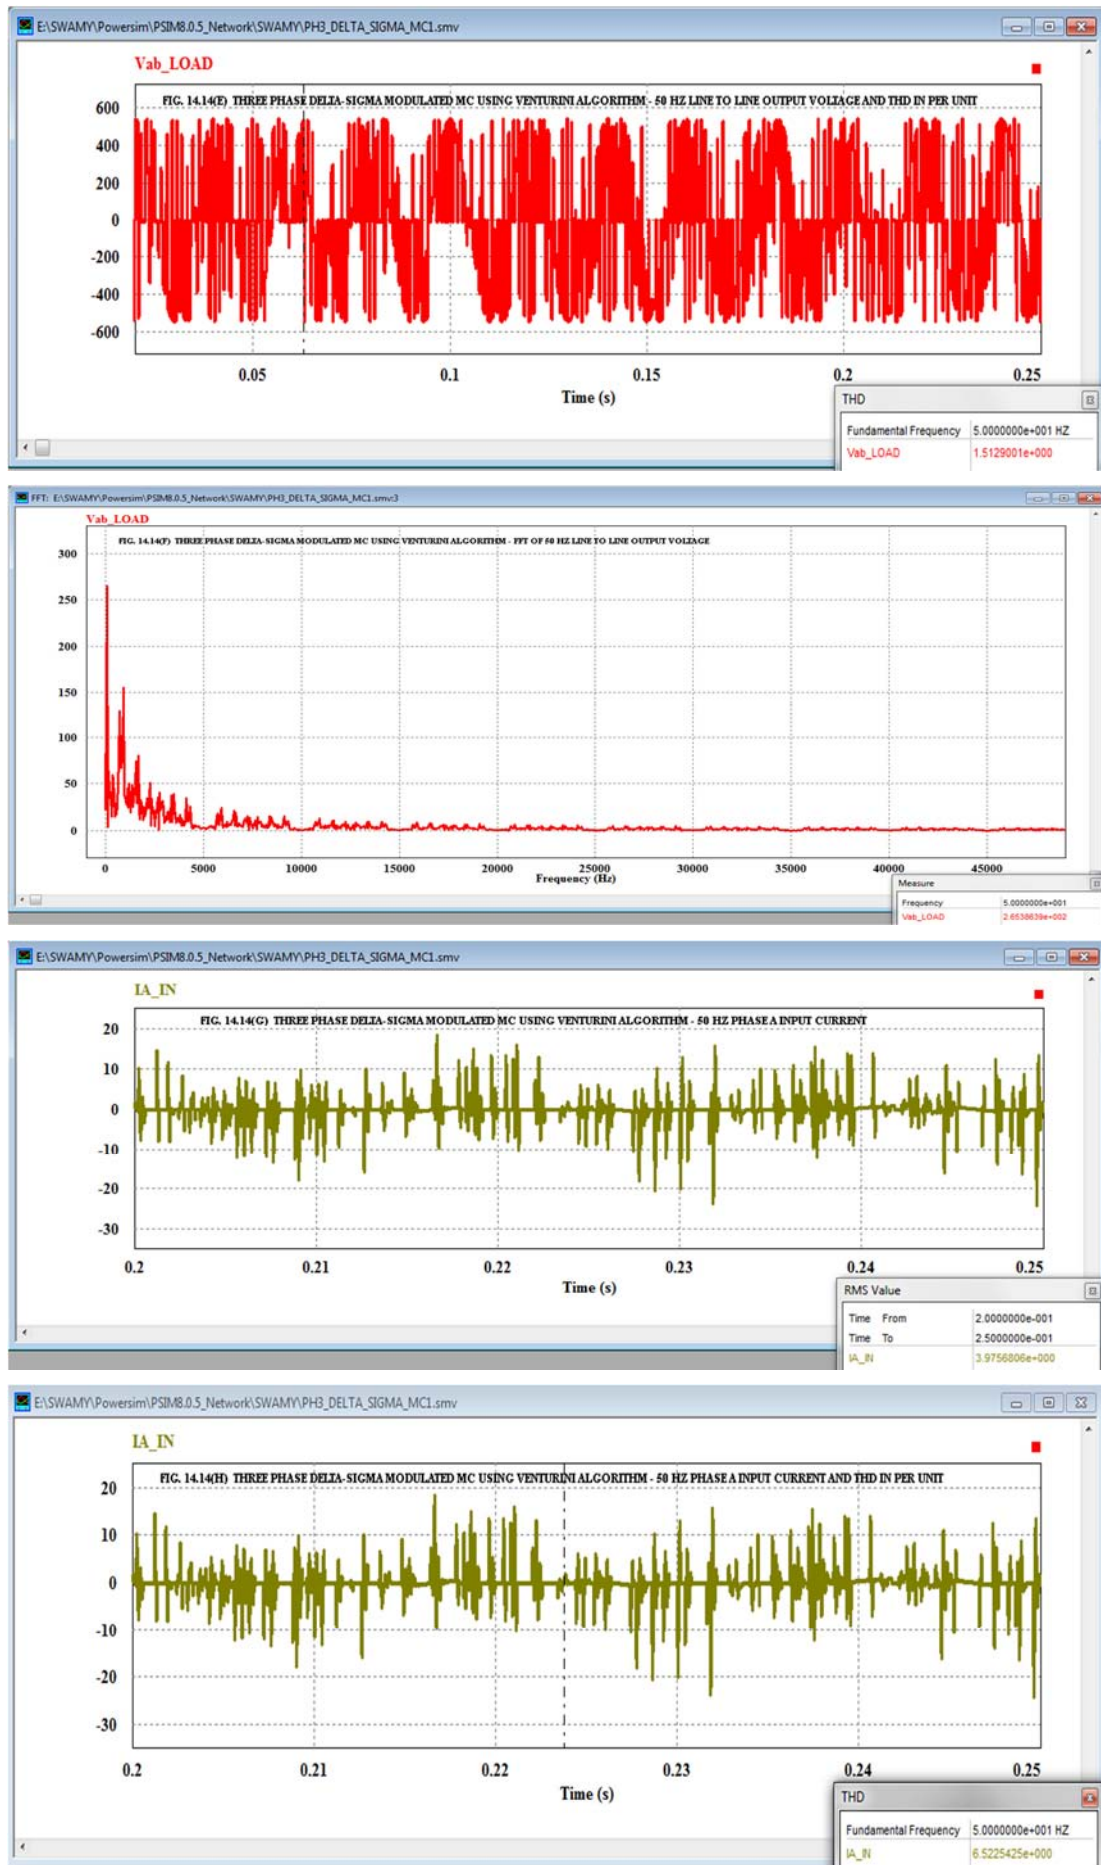 E:\SWAMY\Powersim\PSIM8.0.5_Network\SWAMY\PH3_DELTA_SIGMA_MC1.smv
Vab_LOAD
FIG. 14.14(E) THREE PHASE DELTA-SIGMA MODULATED MC USING VENTURINI ALGORITHM - 50 HZ LINE TO LINE OUTPUT VOLTAGE AND THD IN PER UNIT
600
400
200
0
-200
-400
-600
0.05 0.1 0.15 0.2 0.25
Time (s)
THD
Fundamental Frequency 5.0000000e+001 HZ
Vab_LOAD 1.5129001e+000
FFT: E:\SWAMY\Powersim\PSIM8.0.5_Network\SWAMY\PH3_DELTA_SIGMA_MC1.smv:3
Vab_LOAD
FIG. 14.14(F) THREE PHASE DELTA-SIGMA MODULATED MC USING VENTURINI ALGORITHM - FFT OF 50 HZ LINE TO LINE OUTPUT VOLTAGE
300
250
200
150
100
50
0
0 5000 10000 15000 20000 25000 30000 35000 40000 45000
Frequency (Hz)
Measure
Frequency 5.0000000e+001
Vab_LOAD 2.6538639e+002
E:\SWAMY\Powersim\PSIM8.0.5_Network\SWAMY\PH3_DELTA_SIGMA_MC1.smv
IA_IN
FIG. 14.14(G) THREE PHASE DELTA-SIGMA MODULATED MC USING VENTURINI ALGORITHM - 50 HZ PHASE A INPUT CURRENT
20
10
0
-10
-20
-30
0.2 0.21 0.22 0.23 0.24 0.25
Time (s)
RMS Value
Time From 2.0000000e-001
Time To 2.5000000e-001
IA_IN 3.9756806e+000
E:\SWAMY\Powersim\PSIM8.0.5_Network\SWAMY\PH3_DELTA_SIGMA_MC1.smv
IA_IN
FIG. 14.14(H) THREE PHASE DELTA-SIGMA MODULATED MC USING VENTURINI ALGORITHM - 50 HZ PHASE A INPUT CURRENT AND THD IN PER UNIT
20
10
0
-10
-20
-30
0.2 0.21 0.22 0.23 0.24 0.25
Time (s)
THD
Fundamental Frequency 5.0000000e+001 HZ
IA_IN 6.5225425e+000